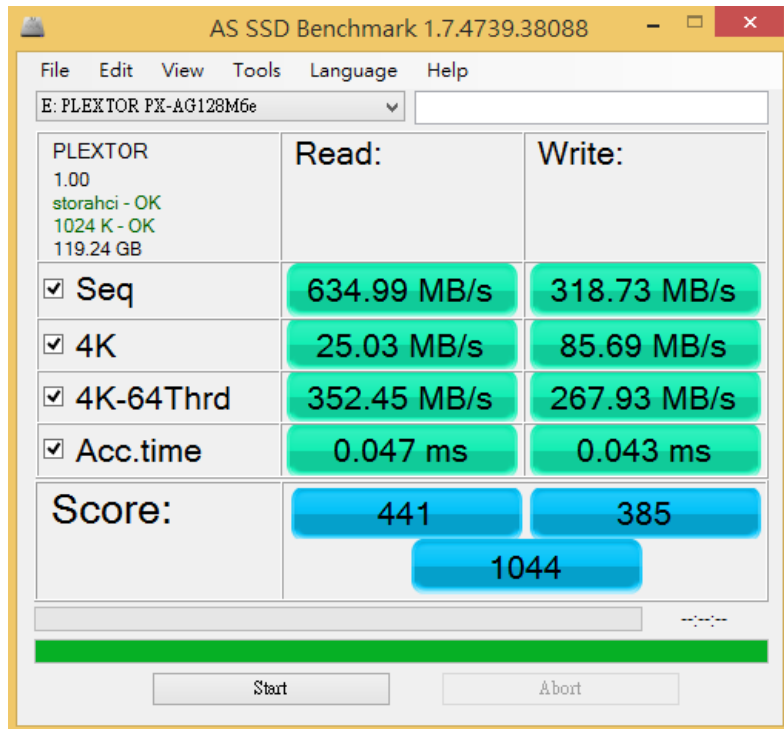 AS SSD Benchmark 1.7.4739.38088
File Edit View Tools Language Help
E: PLEXTOR PX-AG128M6e
PLEXTOR
1.00
storahci - OK
1024 K - OK
119.24 GB
Read:
Write:
Seq
634.99 MB/s
318.73 MB/s
4K
25.03 MB/s
85.69 MB/s
4K-64Thrd
352.45 MB/s
267.93 MB/s
Acc.time
0.047 ms
0.043 ms
Score:
441
385
1044
--:--:--
Start
Abort